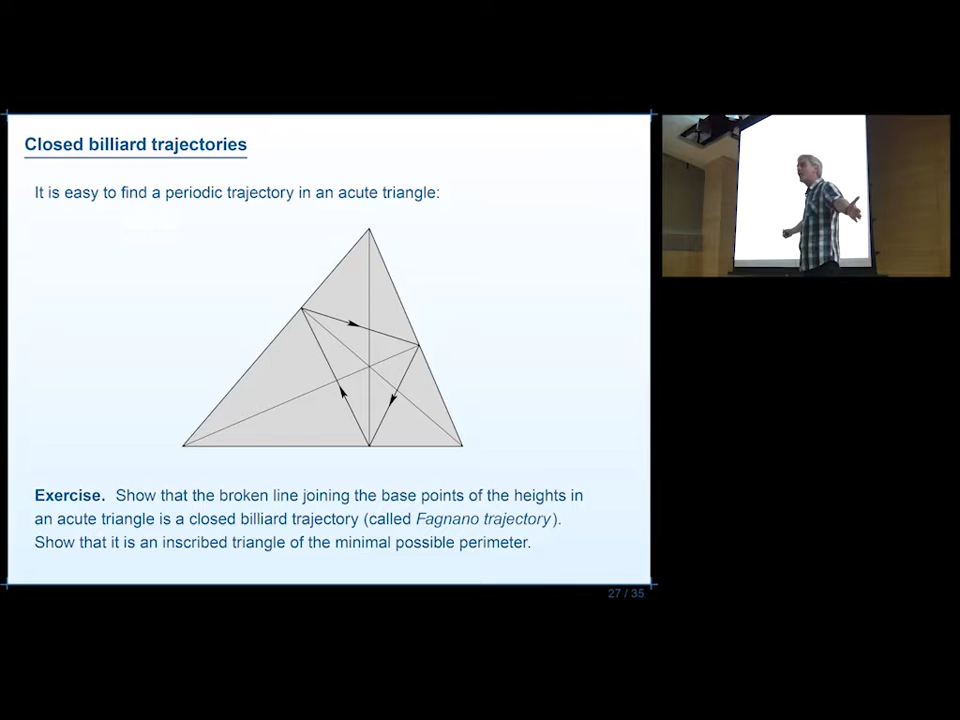 Closed billiard trajectories
It is easy to find a periodic trajectory in an acute triangle:
Exercise. Show that the broken line joining the base points of the heights in
an acute triangle is a closed billiard trajectory (called Fagnano trajectory).
Show that it is an inscribed triangle of the minimal possible perimeter.
27 / 35